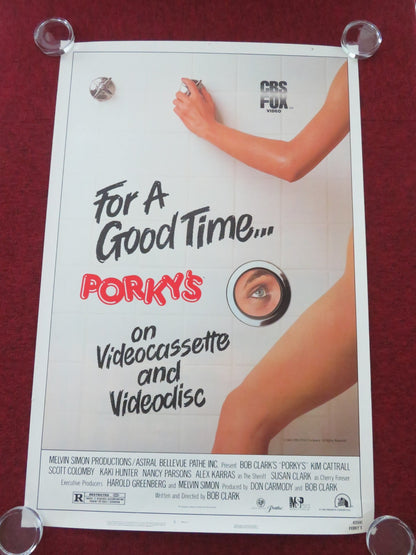 CBS
FOX
VIDEO
For A
Good Time...
PORKY'S
on
Videocassette
and
Videodisc
MELVIN SIMON PRODUCTIONS/ASTRAL BELLEVUE PATHE INC. Present BOB CLARK'S "PORKY'S" KIM CATTRALL
SCOTT COLOMBY KAKI HUNTER NANCY PARSONS ALEX KARRAS as The Sheriff SUSAN CLARK as Cherry Forever
Executive Producers HAROLD GREENBERG and MELVIN SIMON Produced by DON CARMODY and BOB CLARK
R RESTRICTED
Written and Directed by BOB CLARK